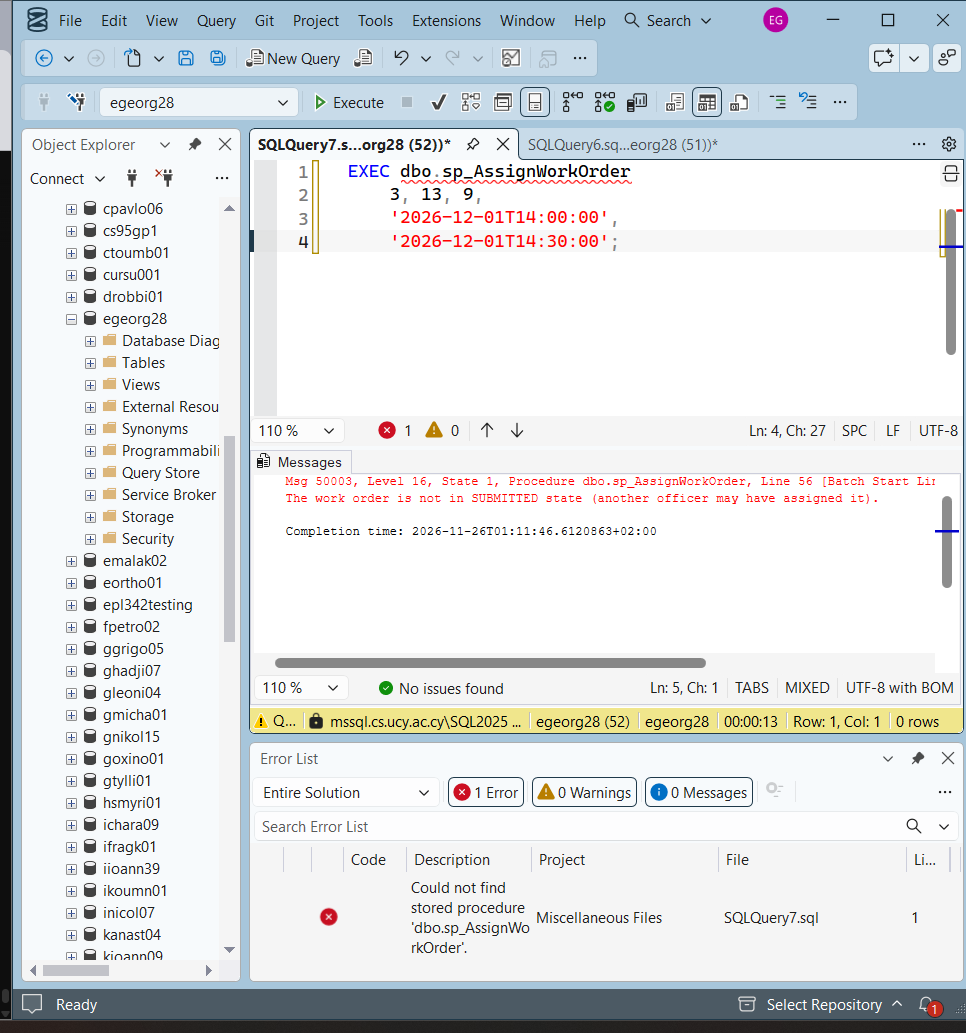 File Edit View Query Git Project Tools Extensions Window Help Search EG
New Query
egeorg28 Execute
Object Explorer
Connect
cpavlo06
cs95gp1
ctoumb01
cursu001
drobbi01
egeorg28
Database Diag
Tables
Views
External Resou
Synonyms
Programmabili
Query Store
Service Broker
Storage
Security
emalak02
eortho01
epl342testing
fpetro02
ggrigo05
ghadji07
gleoni04
gmicha01
gnikol15
goxino01
gtylli01
hsmyri01
ichara09
ifragk01
iioann39
ikoumn01
inicol07
kanast04
kioann09
SQLQuery7.s...org28 (52))* SQLQuery6.sq...eorg28 (51))*
1 EXEC dbo.sp_AssignWorkOrder
2 3, 13, 9,
3 '2026-12-01T14:00:00',
4 '2026-12-01T14:30:00';
110 % 1 0 Ln: 4, Ch: 27 SPC LF UTF-8
Messages
Msg 50003, Level 16, State 1, Procedure dbo.sp_AssignWorkOrder, Line 56 [Batch Start Lin
The work order is not in SUBMITTED state (another officer may have assigned it).
Completion time: 2026-11-26T01:11:46.6120863+02:00
110 % No issues found Ln: 5, Ch: 1 TABS MIXED UTF-8 with BOM
Q... mssql.cs.ucy.ac.cy\SQL2025 ... egeorg28 (52) egeorg28 00:00:13 Row: 1, Col: 1 0 rows
Error List
Entire Solution 1 Error 0 Warnings 0 Messages
Search Error List
Code Description Project File Li...
Could not find
stored procedure
'dbo.sp_AssignWo
rkOrder'.
Miscellaneous Files SQLQuery7.sql 1
Ready Select Repository 1